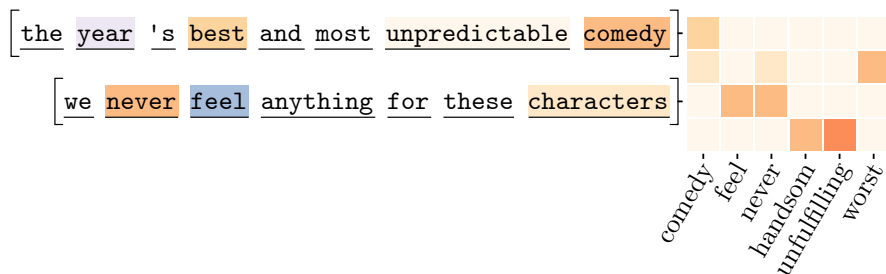 the year 's best and most unpredictable comedy
we never feel anything for these characters
comedy
feel
never
handsom
unfulfilling
worst